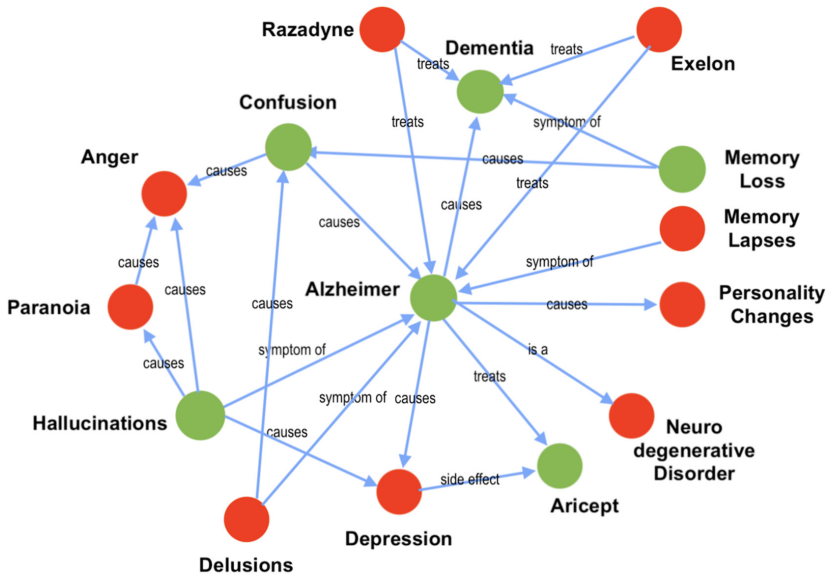 Razadyne
Dementia
treats
treats
Exelon
Confusion
treats
symptom of
Anger
causes
causes
Memory
Loss
treats
causes
causes
Memory
Lapses
causes
symptom of
Paranoia
causes
Alzheimer
causes
causes
Personality
Changes
causes
symptom of
is a
treats
symptom of
causes
Hallucinations
causes
Neuro
degenerative
Disorder
side effect
Aricept
Depression
Delusions